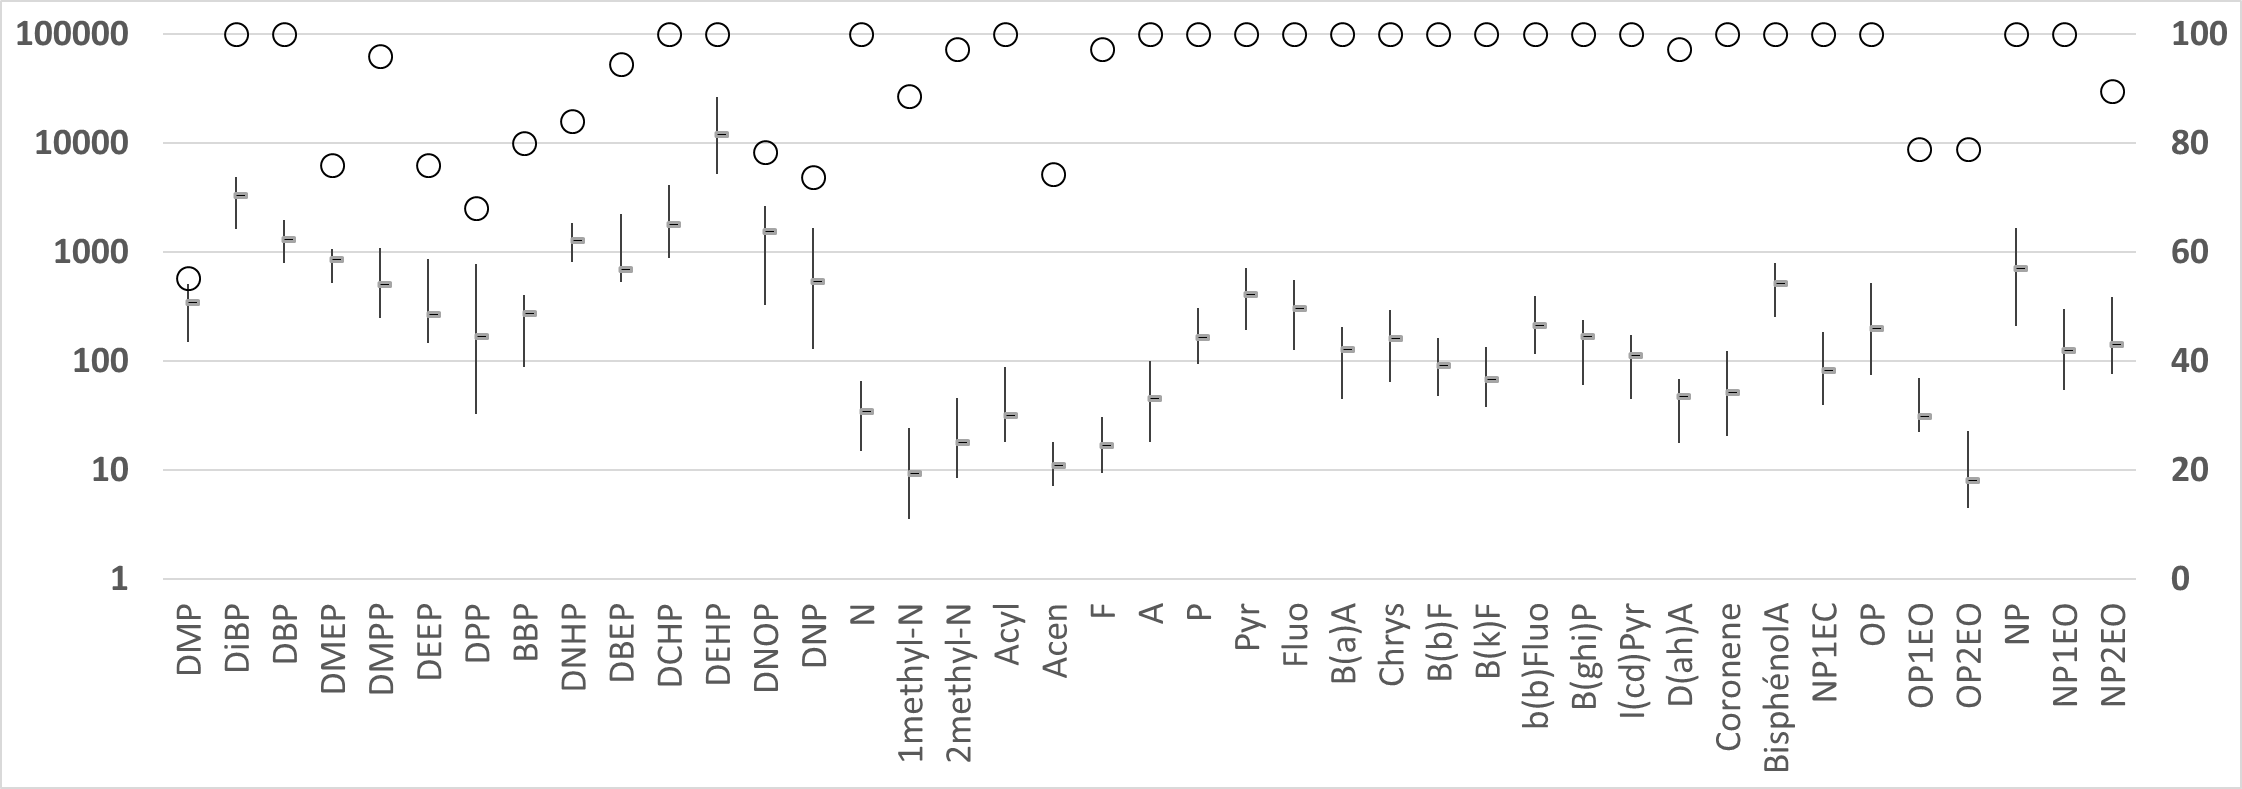 100000
10000
1000
100
10
1
100
80
60
40
20
0
DMP
DiBP
DBP
DMEP
DMPP
DEEP
DPP
BBP
DNHP
DBEP
DCHP
DEHP
DNOP
DNP
N
1methyl-N
2methyl-N
Acyl
Acen
F
A
P
Pyr
Fluo
B(a)A
Chrys
B(b)F
B(k)F
b(b)Fluo
B(ghi)P
I(cd)Pyr
D(ah)A
Coronene
BisphénolA
NP1EC
OP
OP1EO
OP2EO
NP
NP1EO
NP2EO